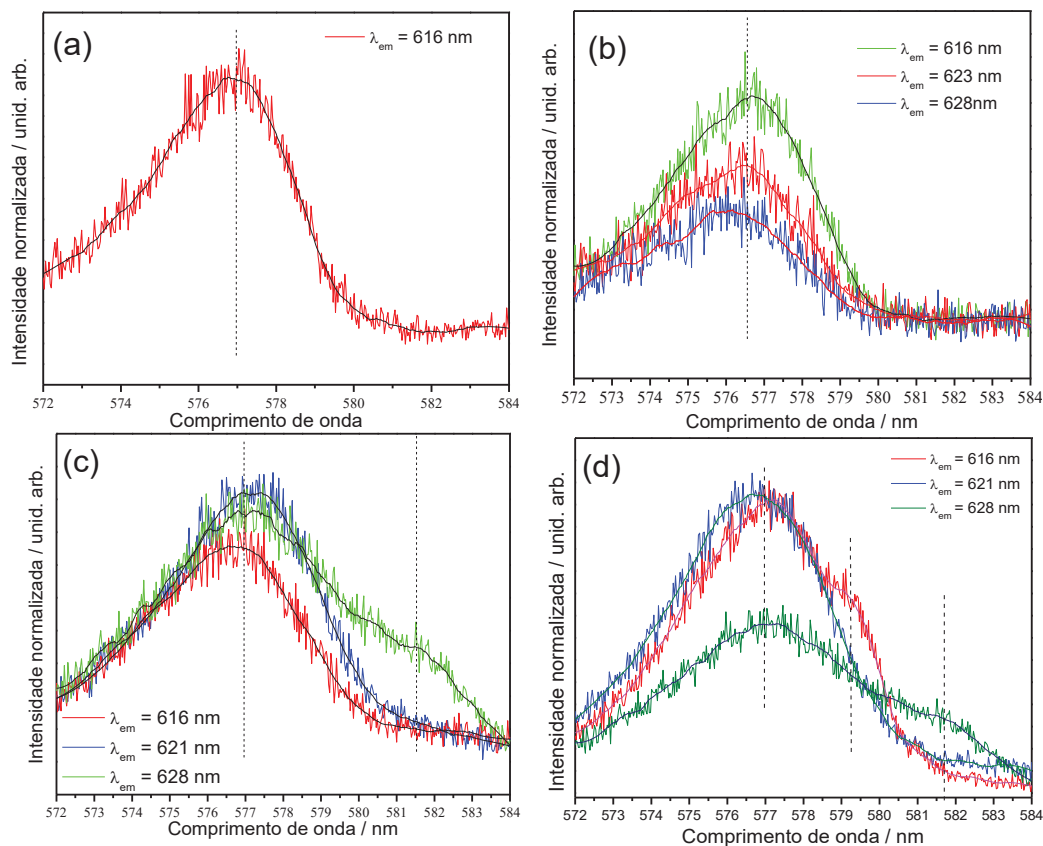 (a)
λem = 616 nm
Intensidade normalizada / unid. arb.
572 574 576 578 580 582 584
Comprimento de onda
(b)
λem = 616 nm
λem = 623 nm
λem = 628nm
Intensidade normalizada / unid. arb.
572 573 574 575 576 577 578 579 580 581 582 583 584
Comprimento de onda / nm
(c)
λem = 616 nm
λem = 621 nm
λem = 628 nm
Intensidade normalizada / unid. arb.
572 573 574 575 576 577 578 579 580 581 582 583 584
Comprimento de onda / nm
(d)
λem = 616 nm
λem = 621 nm
λem = 628 nm
Intensidade normalizada / unid. arb.
572 573 574 575 576 577 578 579 580 581 582 583 584
Comprimento de onda / nm